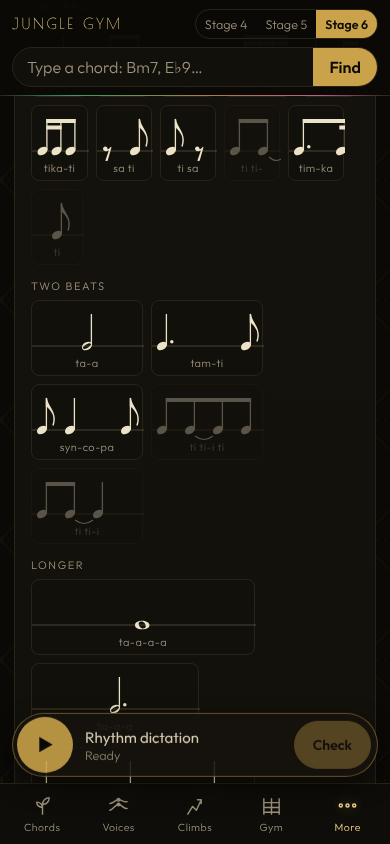 JUNGLE GYM
Stage 4 Stage 5 Stage 6
Type a chord: Bm7, E♭9... Find
tika-ti sa ti ti sa ti ti- tim-ka
ti
TWO BEATS
ta-a tam-ti
syn-co-pa ti ti-i ti
ti ti-i
LONGER
ta-a-a-a
Rhythm dictation
Ready
Check
Chords Voices Climbs Gym More